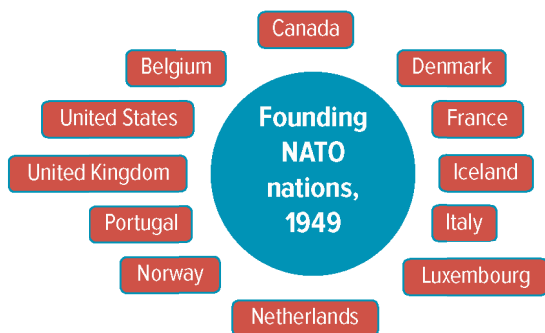 Canada
Belgium
Denmark
United States
France
Founding
NATO
nations,
1949
United Kingdom
Iceland
Portugal
Italy
Norway
Luxembourg
Netherlands